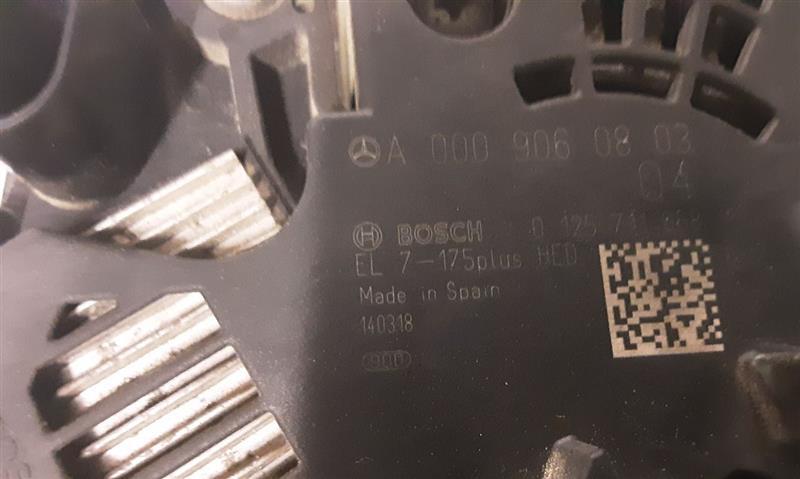 A 000 906 08 03
04
BOSCH 0 125 711
EL 7-175plus HED
Made in Spain
140318